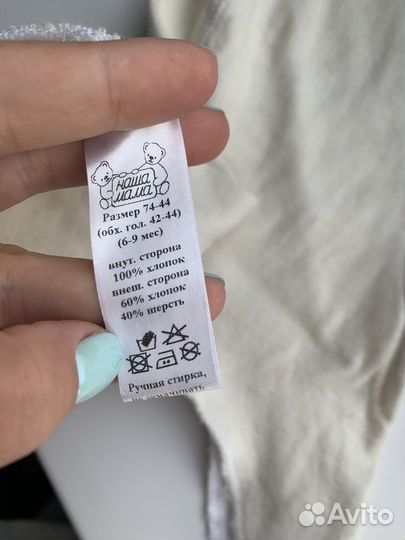 наша
мама
Размер 74-44
(обх. гол. 42-44)
(6-9 мес)
внут. сторона
100% хлопок
внеш. сторона
60% хлопок
40% шерсть
Ручная стирка,
Avito